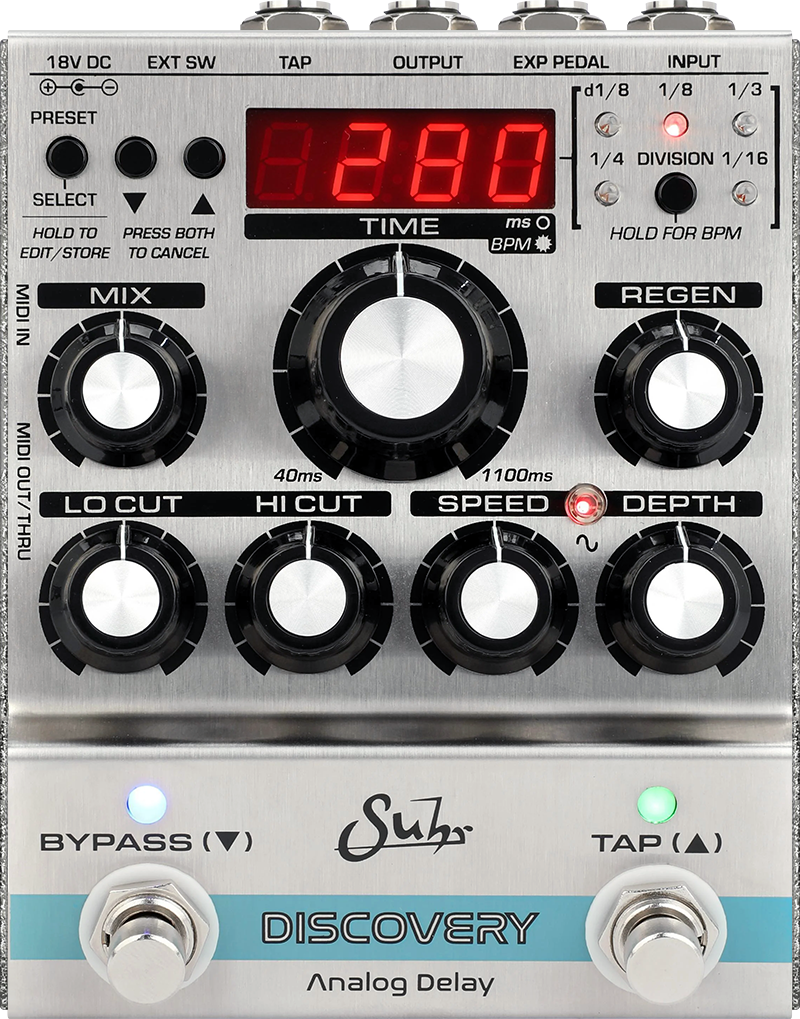 18V DC EXT SW TAP OUTPUT EXP PEDAL INPUT
PRESET
SELECT
HOLD TO
EDIT/STORE
PRESS BOTH
TO CANCEL
280
d1/8 1/8 1/3
1/4 DIVISION 1/16
HOLD FOR BPM
TIME
ms
BPM
MIDI IN
MIX
REGEN
40ms 1100ms
MIDI OUT/THRU
LO CUT HI CUT SPEED DEPTH
BYPASS (▼) Suhr TAP (▲)
DISCOVERY
Analog Delay